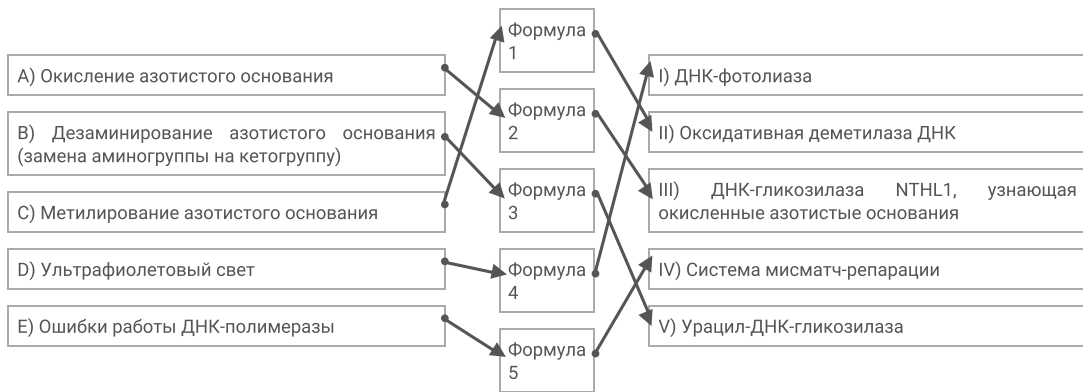 A) Окисление азотистого основания
B) Дезаминирование азотистого основания
(замена аминогруппы на кетогруппу)
C) Метилирование азотистого основания
D) Ультрафиолетовый свет
E) Ошибки работы ДНК-полимеразы
Формула
1
Формула
2
Формула
3
Формула
4
Формула
5
I) ДНК-фотолиаза
II) Оксидативная деметилаза ДНК
III) ДНК-гликозилаза NTHL1, узнающая
окисленные азотистые основания
IV) Система мисматч-репарации
V) Урацил-ДНК-гликозилаза